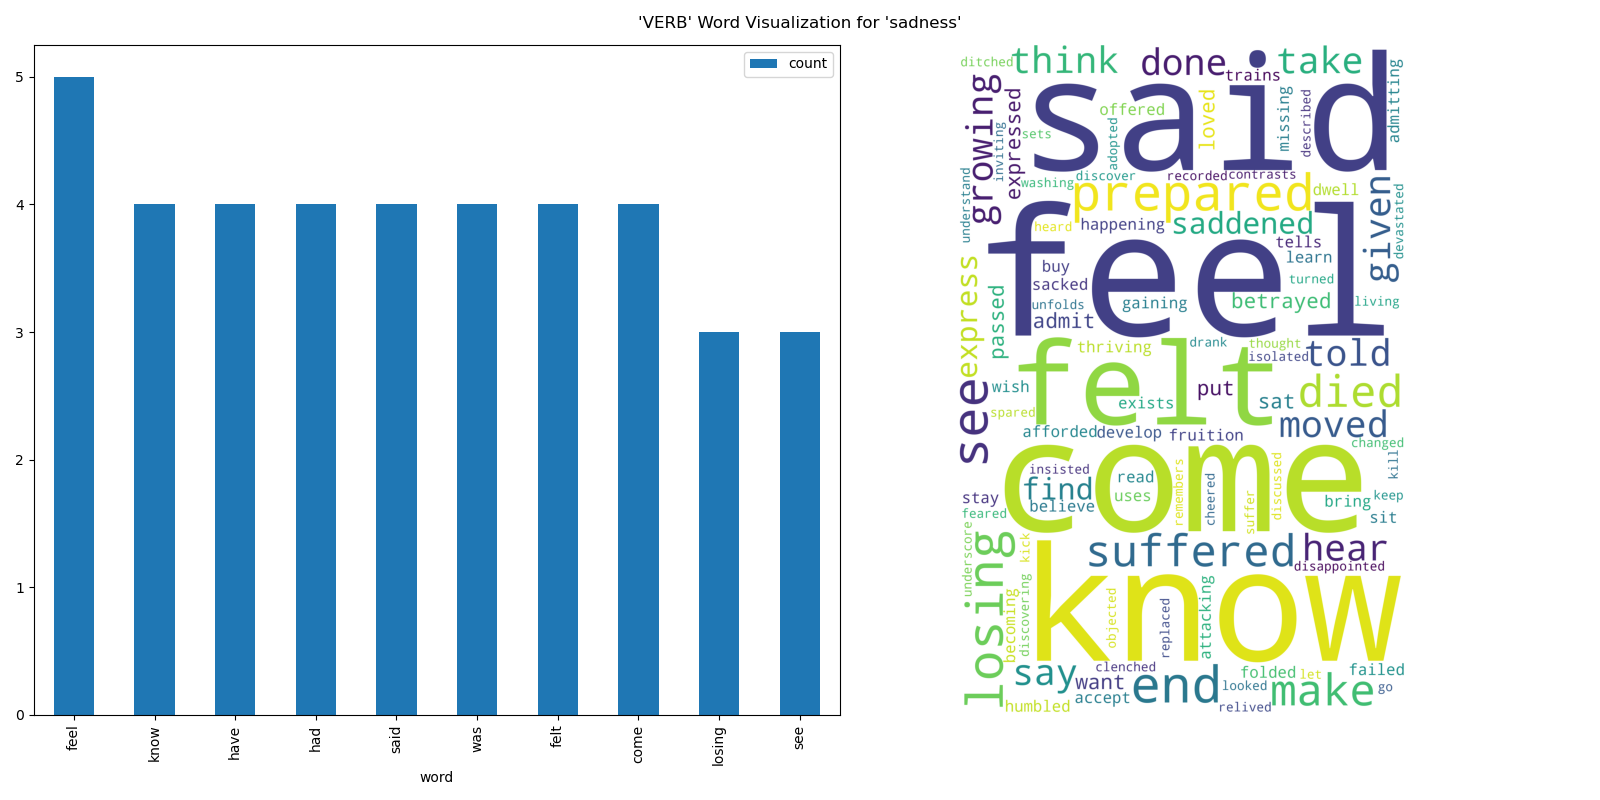 'VERB' Word Visualization for 'sadness'
count
5
4
3
2
1
0
feel
know
have
had
said
was
felt
come
losing
see
word
ditched
think
done
trains
take
admitting
said
growing
expressed
offered
loved
missing
described
inviting
sets
adopted
understand
washing
discover
recorded
contrasts
prepared
dwell
given
devastated
heard
happening
saddened
feel
tells
learn
buy
sacked
turned
express
passed
unfolds
gaining
betrayed
living
admit
felt
thriving
drank
thought
isolated
told
see
wish
put
exists
sat
died
spared
moved
afforded
develop
fruition
changed
come
insisted
find
read
uses
believe
remembers
cheered
suffer
discussed
kill
stay
bring
keep
feared
sit
underscore
losing
kick
suffered
hear
disappointed
know
becoming
discovering
objected
replaced
attacking
say
clenched
want
accept
end
folded
let
failed
looked
make
go
humbled
relived